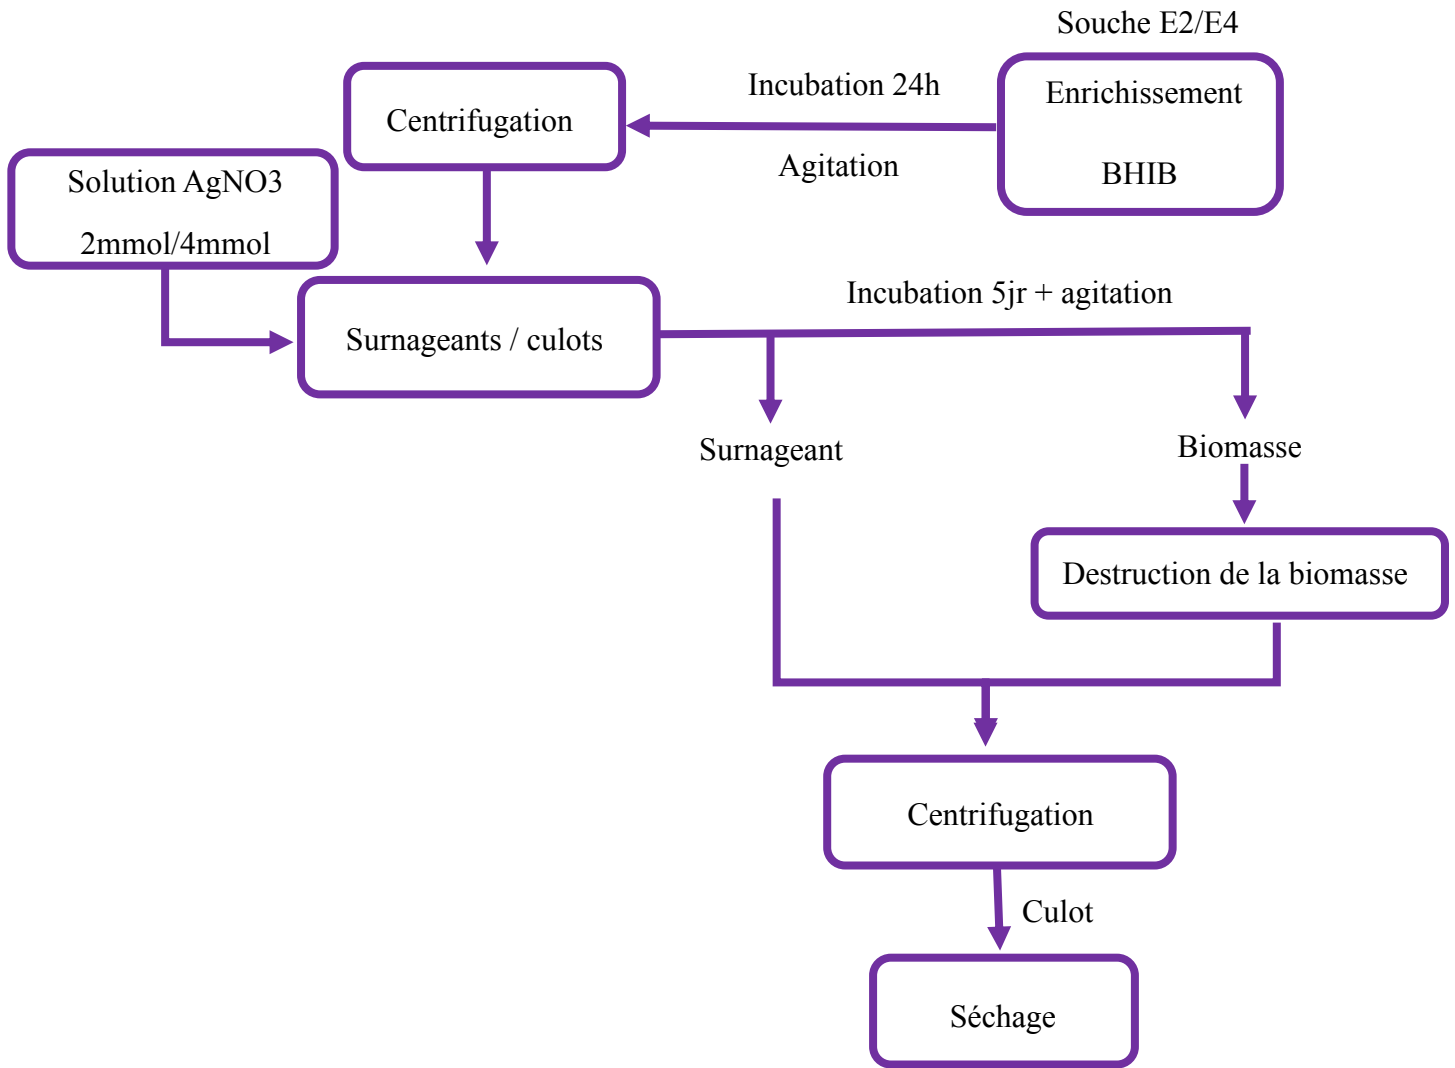 Souche E2/E4
Enrichissement
BHIB
Incubation 24h
Agitation
Centrifugation
Solution AgNO3
2mmol/4mmol
Surnageants / culots
Incubation 5jr + agitation
Surnageant
Biomasse
Destruction de la biomasse
Centrifugation
Culot
Séchage